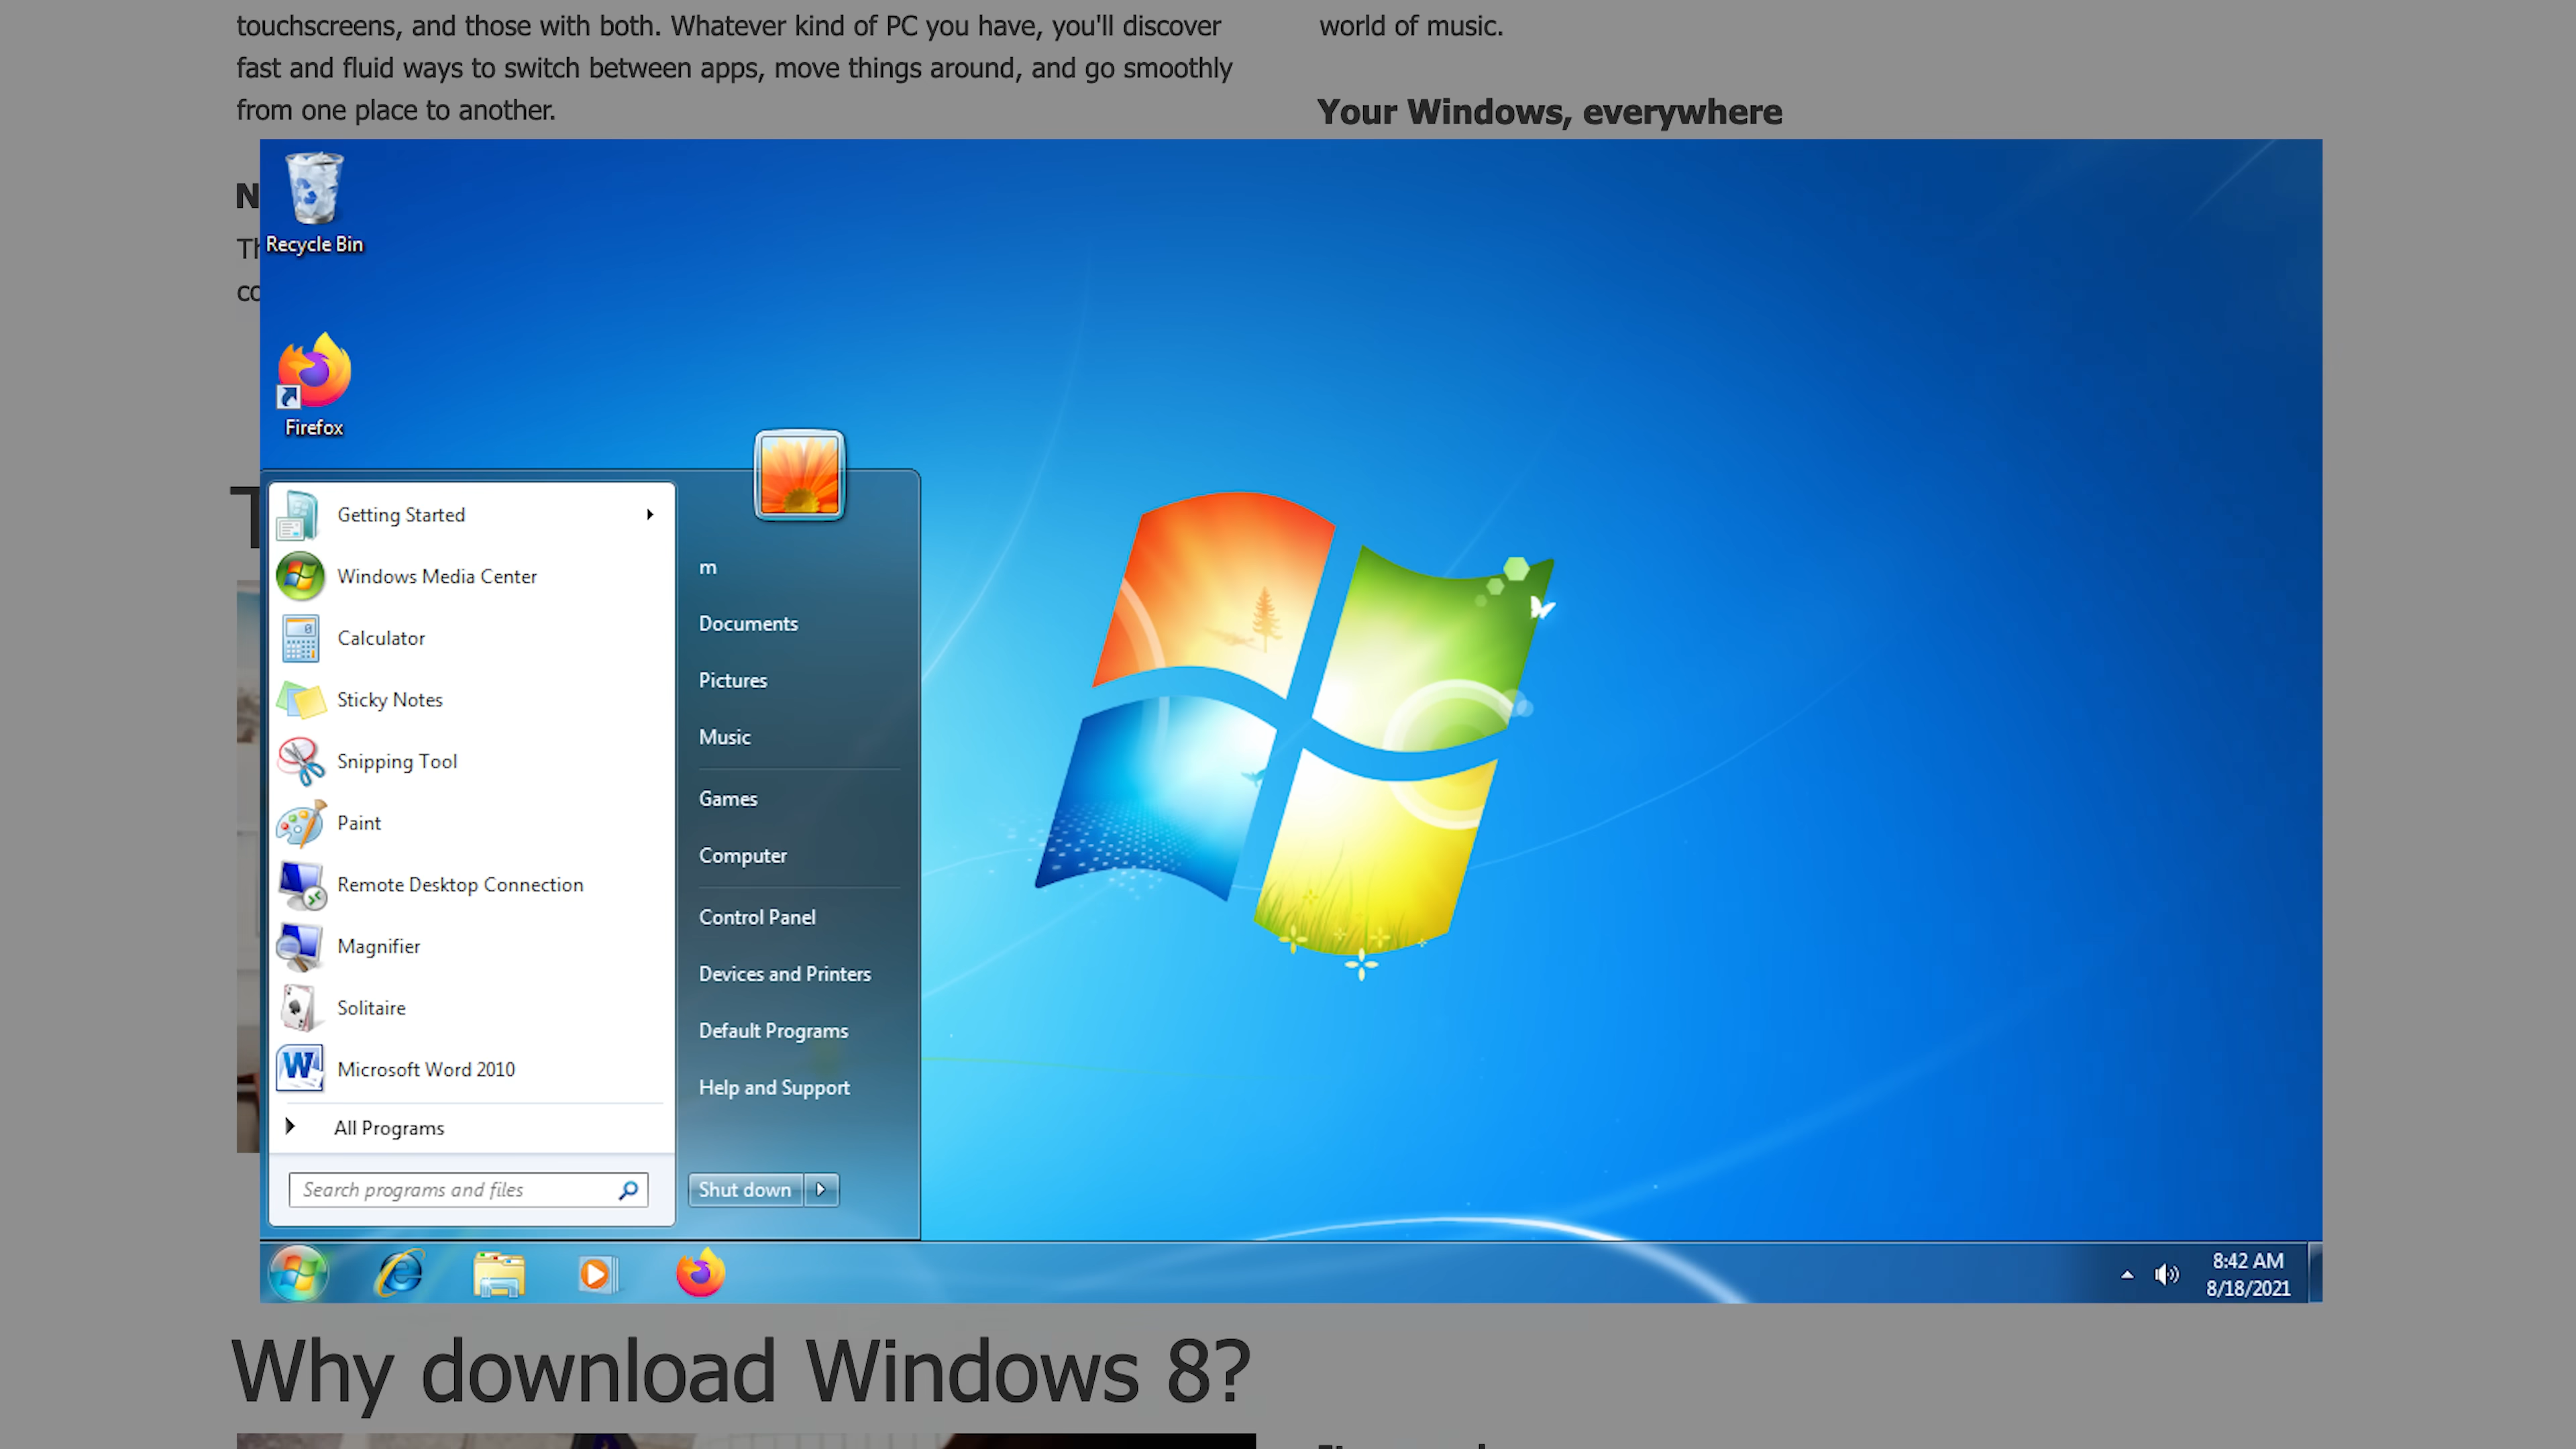 touchscreens, and those with both. Whatever kind of PC you have, you'll discover
fast and fluid ways to switch between apps, move things around, and go smoothly
from one place to another.
world of music.
Your Windows, everywhere
Recycle Bin
Firefox
Getting Started
Windows Media Center
Calculator
Sticky Notes
Snipping Tool
Paint
Remote Desktop Connection
Magnifier
Solitaire
Microsoft Word 2010
All Programs
Search programs and files
m
Documents
Pictures
Music
Games
Computer
Control Panel
Devices and Printers
Default Programs
Help and Support
Shut down
8:42 AM
8/18/2021
Why download Windows 8?